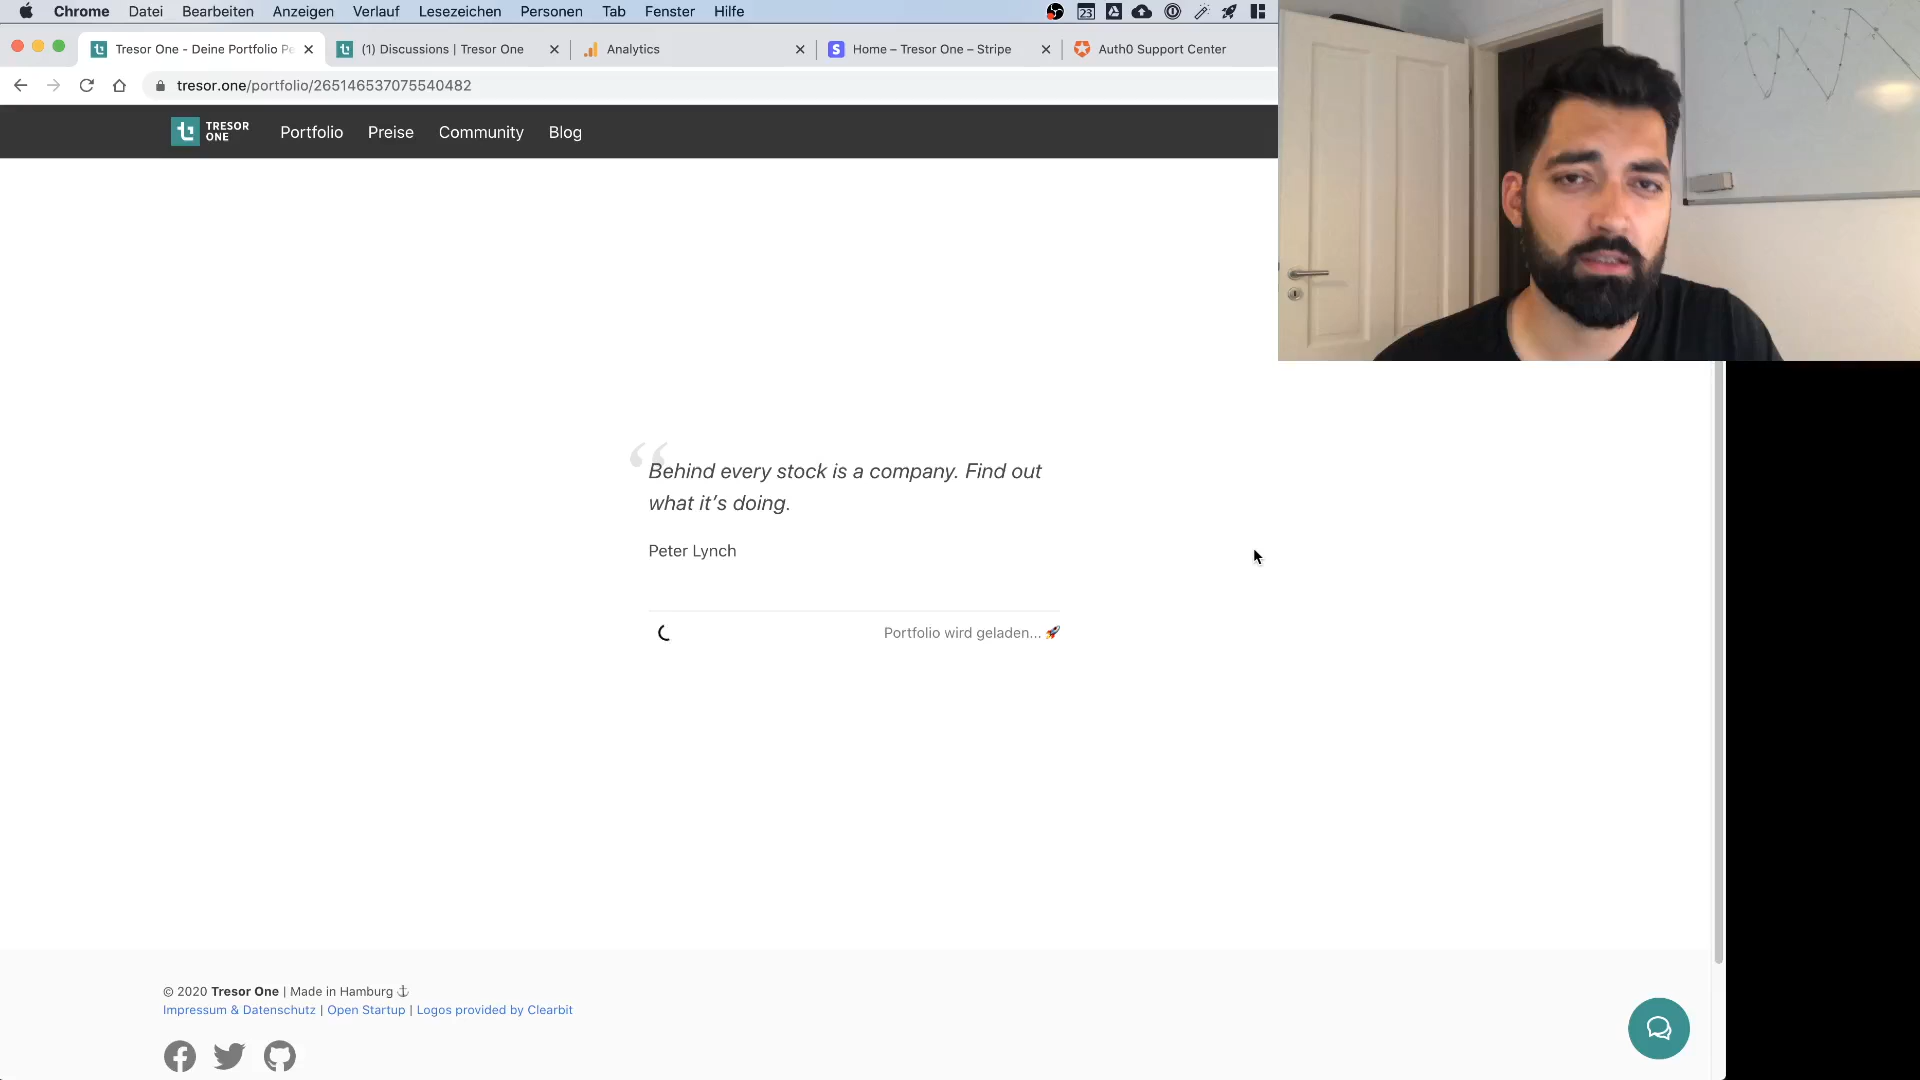 Chrome Datei Bearbeiten Anzeigen Verlauf Lesezeichen Personen Tab Fenster Hilfe
23
Tresor One - Deine Portfolio Pe
(1) Discussions | Tresor One
Analytics
S Home – Tresor One – Stripe
Auth0 Support Center
tresor.one/portfolio/265146537075540482
TRESOR
ONE
Portfolio Preise Community Blog
“Behind every stock is a company. Find out
what it’s doing.
Peter Lynch
Portfolio wird geladen... 🚀
© 2020 Tresor One | Made in Hamburg ⚓
Impressum & Datenschutz | Open Startup | Logos provided by Clearbit